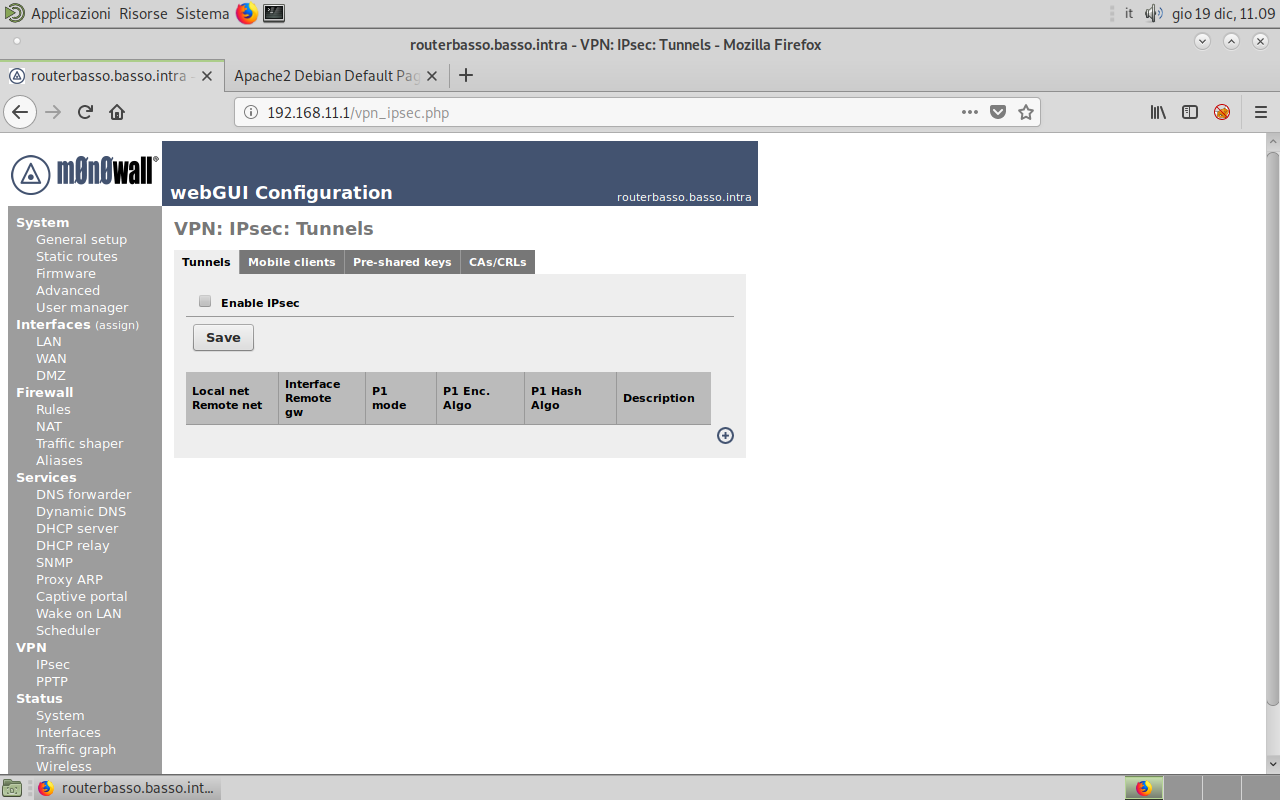 Applicazioni Risorse Sistema it gio 19 dic, 11.09
routerbasso.basso.intra - VPN: IPsec: Tunnels - Mozilla Firefox
routerbasso.basso.intra - Apache2 Debian Default Pag
192.168.11.1/vpn_ipsec.php
m0n0wall®
webGUI Configuration
routerbasso.basso.intra
System
General setup
Static routes
Firmware
Advanced
User manager
Interfaces (assign)
LAN
WAN
DMZ
Firewall
Rules
NAT
Traffic shaper
Aliases
Services
DNS forwarder
Dynamic DNS
DHCP server
DHCP relay
SNMP
Proxy ARP
Captive portal
Wake on LAN
Scheduler
VPN
IPsec
PPTP
Status
System
Interfaces
Traffic graph
Wireless
VPN: IPsec: Tunnels
Tunnels Mobile clients Pre-shared keys CAs/CRLs
Enable IPsec
Save
Local net
Remote net
Interface
Remote
gw
P1
mode
P1 Enc.
Algo
P1 Hash
Algo
Description
routerbasso.basso.int...